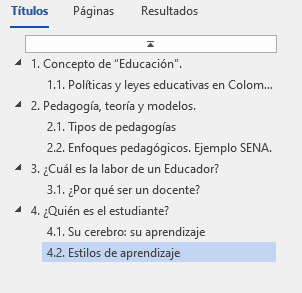 Títulos Páginas Resultados
1. Concepto de “Educación”.
1.1. Políticas y leyes educativas en Colom...
2. Pedagogía, teoría y modelos.
2.1. Tipos de pedagogías
2.2. Enfoques pedagógicos. Ejemplo SENA.
3. ¿Cuál es la labor de un Educador?
3.1. ¿Por qué ser un docente?
4. ¿Quién es el estudiante?
4.1. Su cerebro: su aprendizaje
4.2. Estilos de aprendizaje